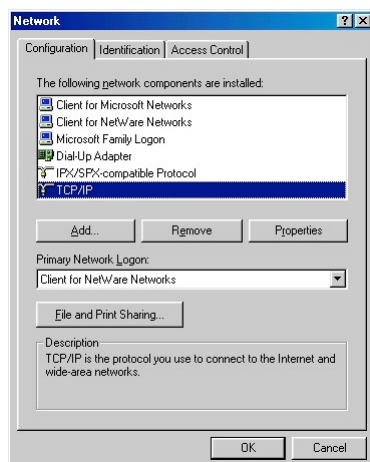 Network
Configuration Identification Access Control
The following network components are installed:
Client for Microsoft Networks
Client for NetWare Networks
Microsoft Family Logon
Dial-Up Adapter
IPX/SPX-compatible Protocol
TCP/IP
Add... Remove Properties
Primary Network Logon:
Client for NetWare Networks
File and Print Sharing...
Description
TCP/IP is the protocol you use to connect to the Internet and
wide-area networks.
OK Cancel